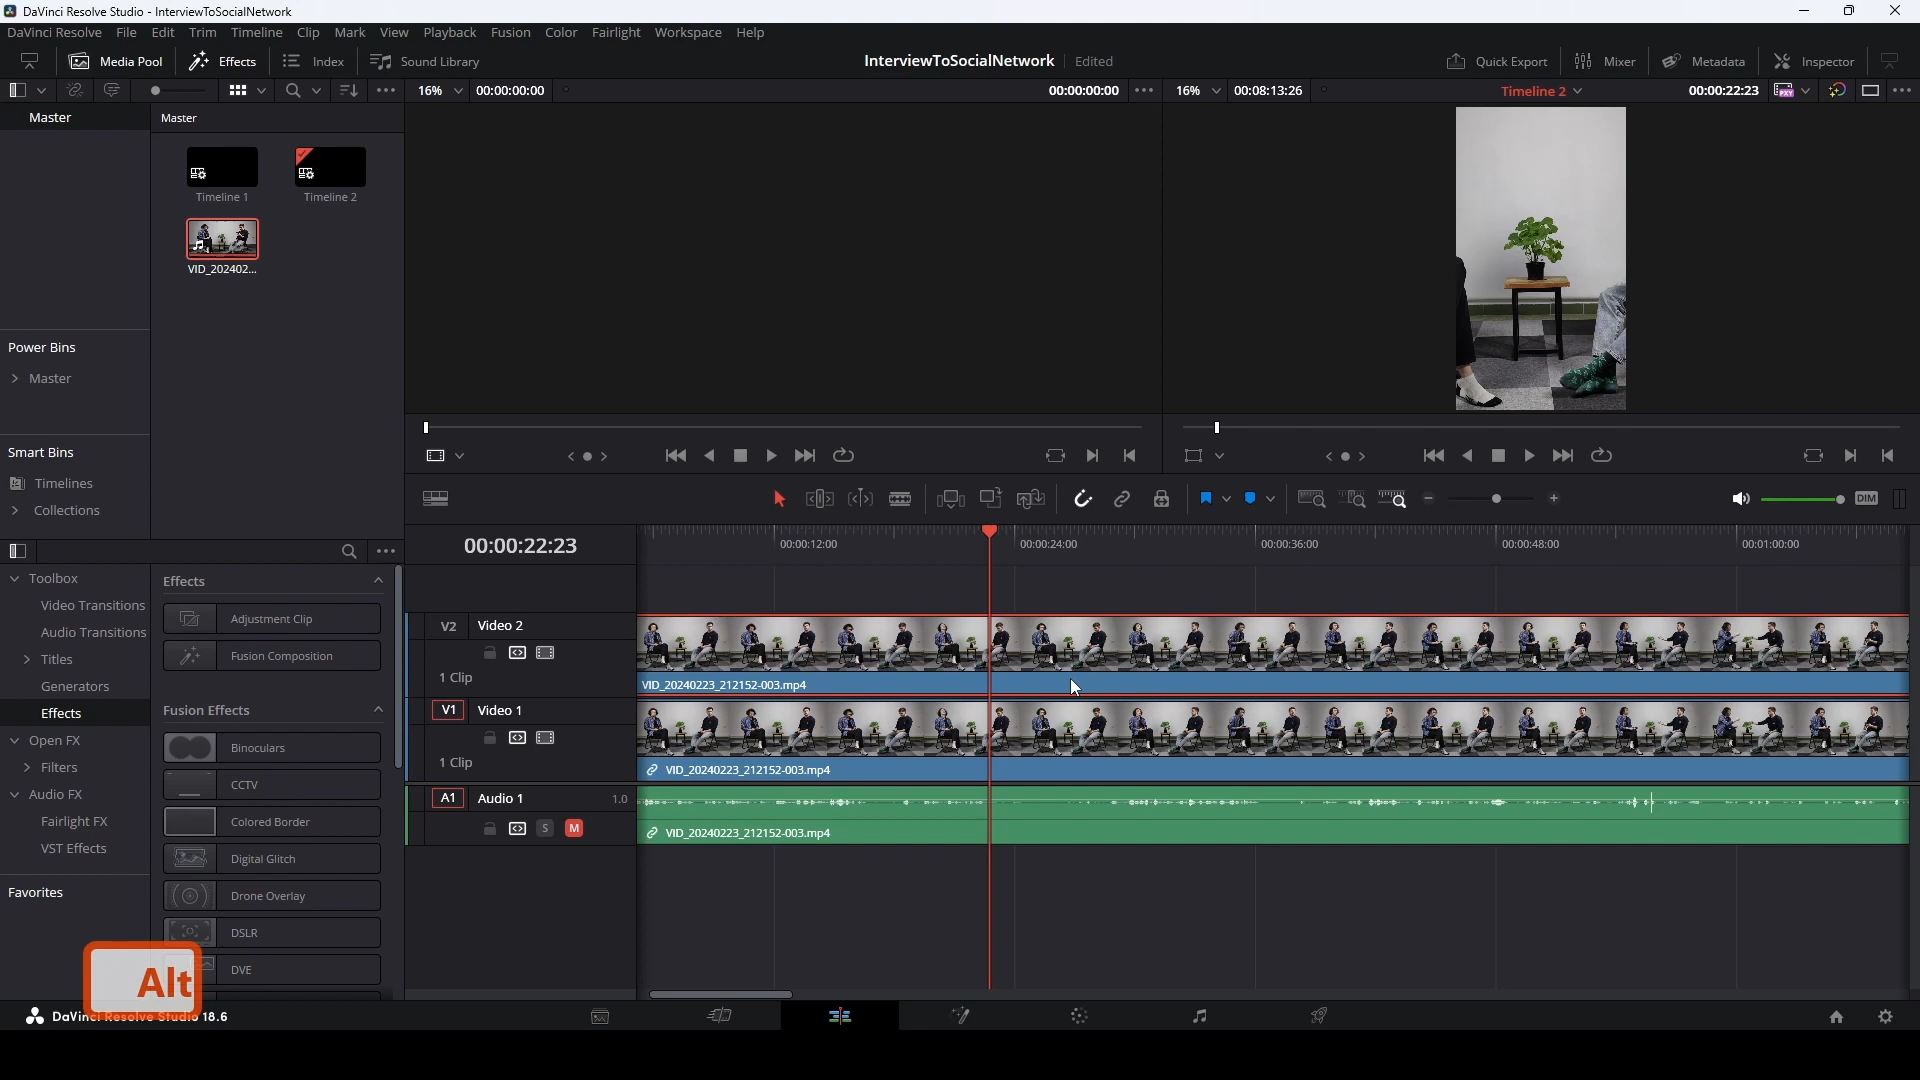 DaVinci Resolve Studio - InterviewToSocialNetwork
DaVinci Resolve File Edit Trim Timeline Clip Mark View Playback Fusion Color Fairlight Workspace Help
Media Pool Effects Index Sound Library InterviewToSocialNetwork Edited Quick Export Mixer Metadata Inspector
16% 00:00:00:00 00:00:00:00 16% 00:08:13:26 Timeline 2 00:00:22:23 PXY
Master Master
Timeline 1 Timeline 2
VID_202402...
Power Bins
Master
Smart Bins
Timelines
Collections
DIM
00:00:22:23 00:00:12:00 00:00:24:00 00:00:36:00 00:00:48:00 00:01:00:00
Toolbox
Video Transitions
Audio Transitions
Titles
Generators
Effects
Open FX
Filters
Audio FX
Fairlight FX
VST Effects
Favorites
Effects
Adjustment Clip
Fusion Composition
Fusion Effects
Binoculars
CCTV
Colored Border
Digital Glitch
Drone Overlay
DSLR
DVE
V2 Video 2
1 Clip
VID_20240223_212152-003.mp4
V1 Video 1
1 Clip
VID_20240223_212152-003.mp4
A1 Audio 1 1.0
S M
VID_20240223_212152-003.mp4
Alt
DaVinci Resolve Studio 18.6